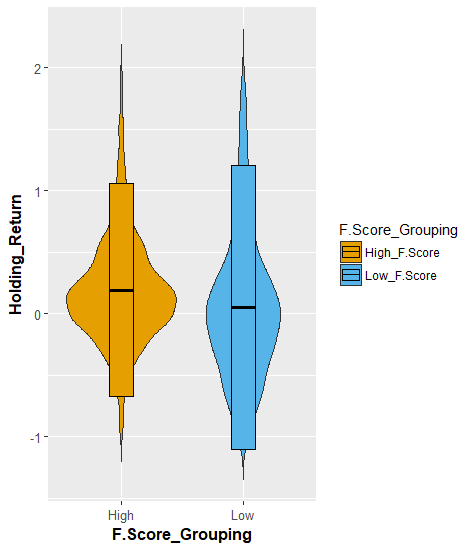 Holding_Return
2
1
0
-1
High
Low
F.Score_Grouping
F.Score_Grouping
High_F.Score
Low_F.Score